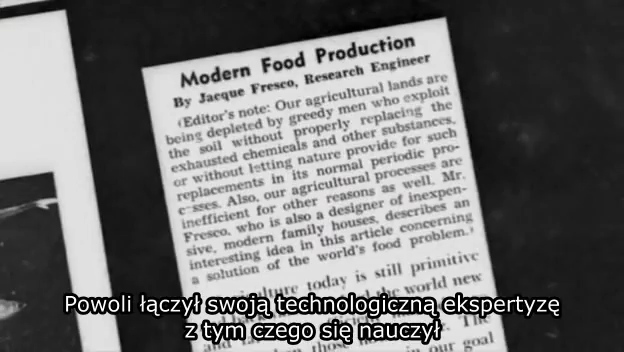 Modern Food Production
By Jacque Fresco, Research Engineer
(Editor's note: Our agricultural lands are
being depleted by greedy men who exploit
the soil without properly replacing the
exhausted chemicals and other substances,
or without letting nature provide for such
replacements in its normal periodic pro-
cesses. Also, our agricultural processes are
inefficient for other reasons as well. Mr.
Fresco, who is also a designer of inexpen-
sive, modern family houses, describes an
interesting idea in this article concerning
a solution of the world's food problem.)
today is still primitive
the world new
those
in our goal
Powoli łączył swoją technologiczną ekspertyzę
z tym czego się nauczył